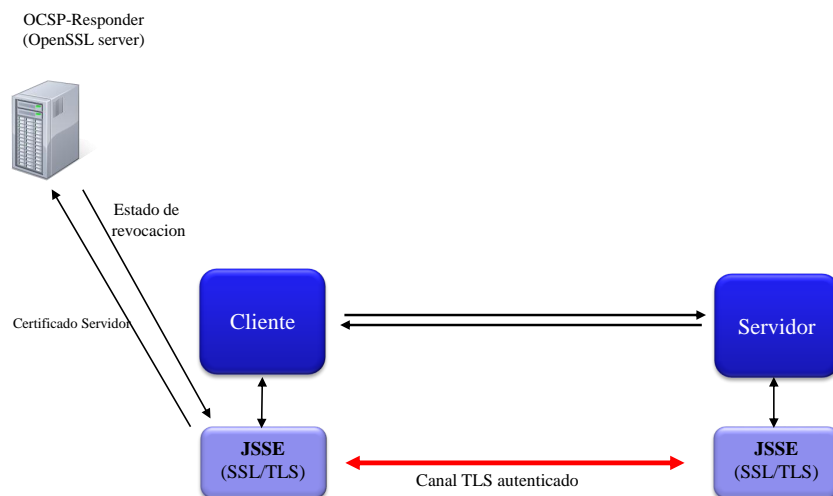 OCSP-Responder
(OpenSSL server)
Estado de
revocacion
Certificado Servidor
Cliente
Servidor
JSSE
(SSL/TLS)
JSSE
(SSL/TLS)
Canal TLS autenticado